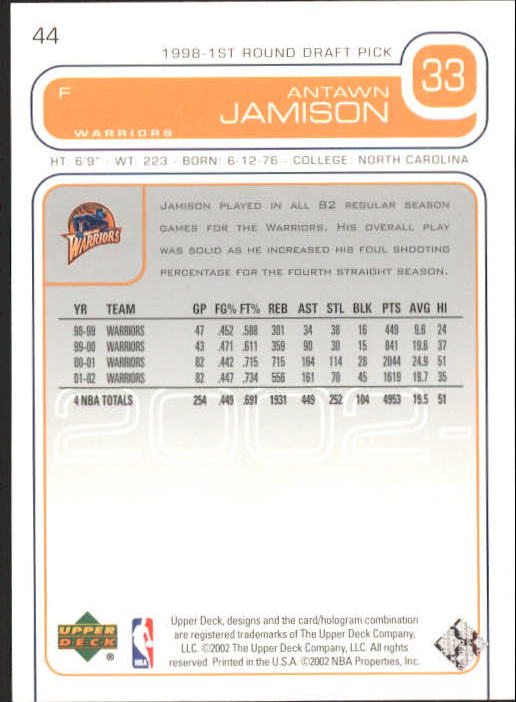 44
1998-1ST ROUND DRAFT PICK
33
F
ANTAWN
JAMISON
WARRIORS
HT: 6'9" - WT: 223 - BORN: 6-12-76 - COLLEGE: NORTH CAROLINA
WARRIORS
JAMISON PLAYED IN ALL 82 REGULAR SEASON
GAMES FOR THE WARRIORS. HIS OVERALL PLAY
WAS SOLID AS HE INCREASED HIS FOUL SHOOTING
PERCENTAGE FOR THE FOURTH STRAIGHT SEASON.
YR TEAM GP FG% FT% REB AST STL BLK PTS AVG HI
98-99 WARRIORS 47 .452 .588 301 34 38 16 449 9.6 24
99-00 WARRIORS 43 .471 .611 359 90 30 15 841 19.6 37
00-01 WARRIORS 82 .442 .715 715 164 114 28 2044 24.9 51
01-02 WARRIORS 82 .447 .734 556 161 70 45 1619 19.7 35
4 NBA TOTALS 254 .449 .691 1931 449 252 104 4953 19.5 51
2002-
UPPER
DECK
®
NBA
Upper Deck, designs and the card/hologram combination
are registered trademarks of The Upper Deck Company,
LLC. ©2002 The Upper Deck Company, LLC. All rights
reserved. Printed in the U.S.A. ©2002 NBA Properties, Inc.